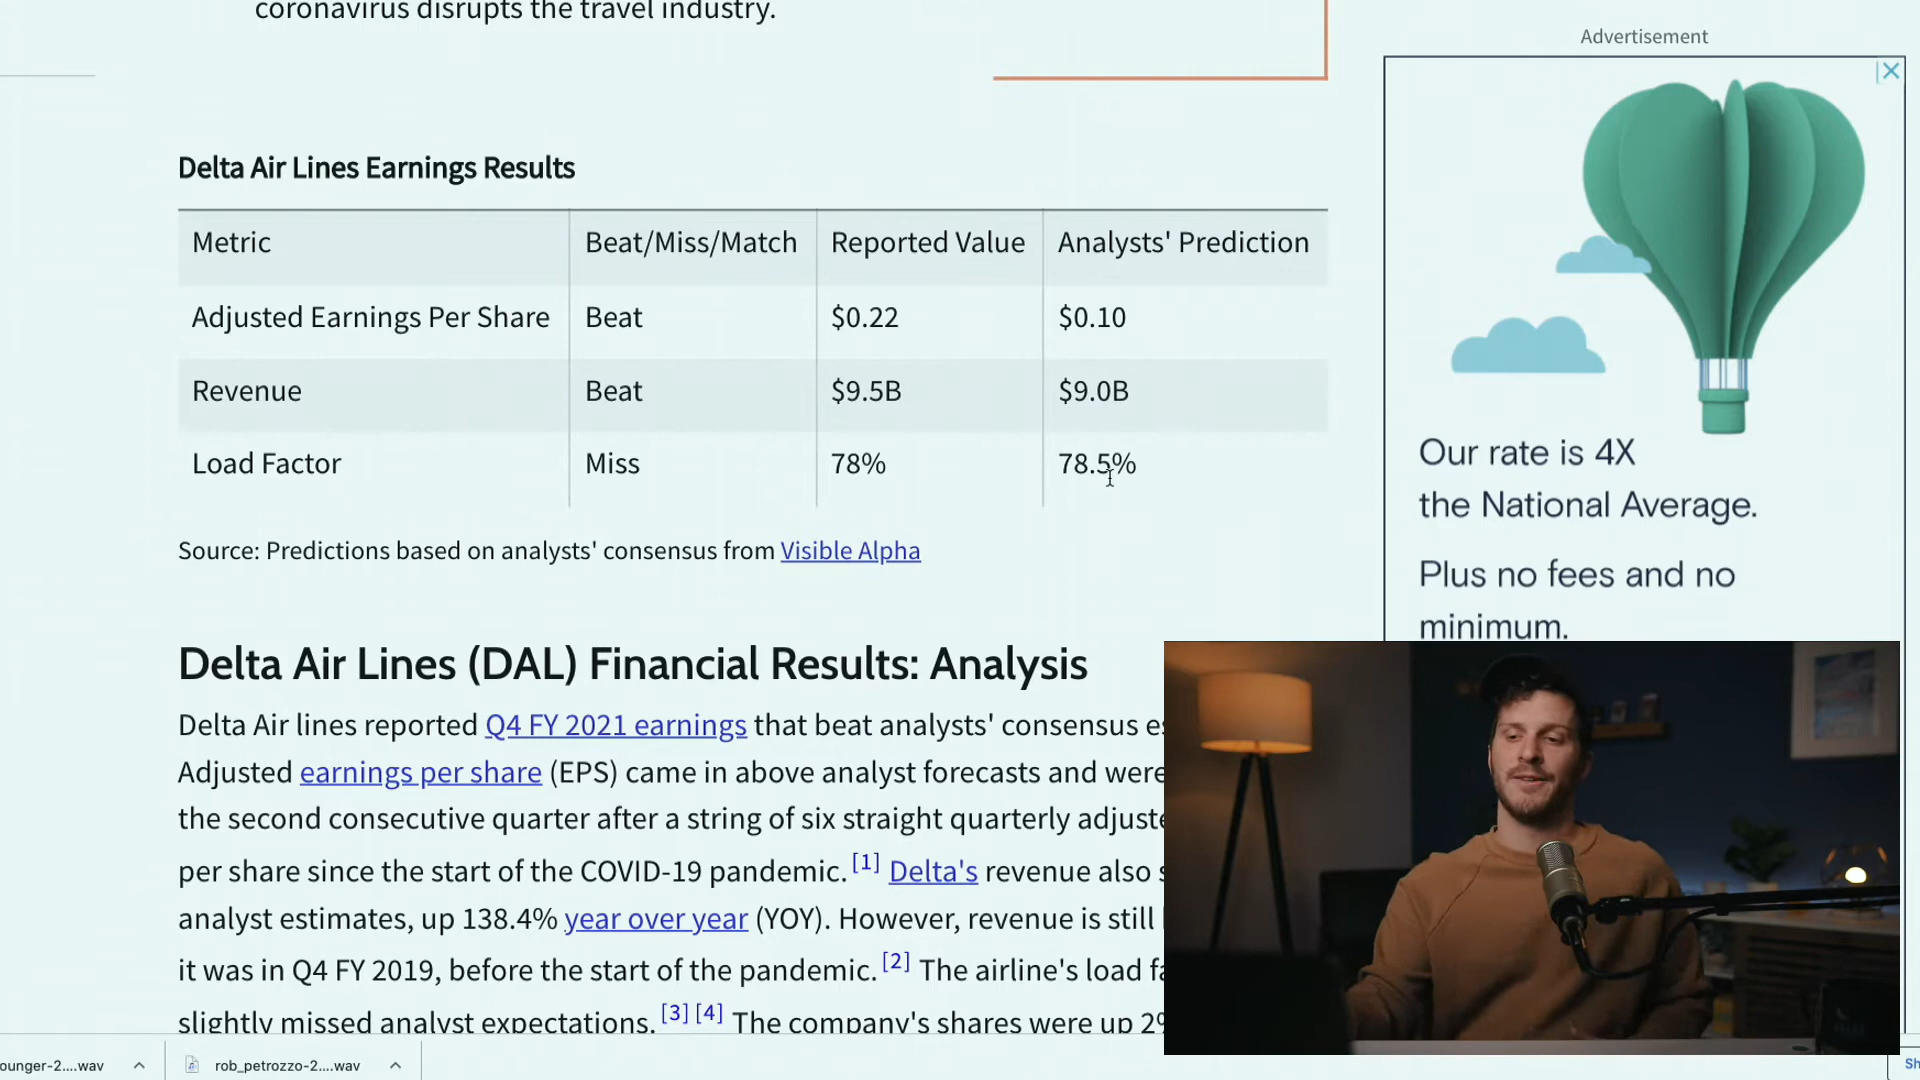 coronavirus disrupts the travel industry.
Advertisement
Delta Air Lines Earnings Results
Metric Beat/Miss/Match Reported Value Analysts' Prediction
Adjusted Earnings Per Share Beat $0.22 $0.10
Revenue Beat $9.5B $9.0B
Load Factor Miss 78% 78.5%
Source: Predictions based on analysts' consensus from Visible Alpha
Our rate is 4X
the National Average.
Plus no fees and no
minimum.
Delta Air Lines (DAL) Financial Results: Analysis
Delta Air lines reported Q4 FY 2021 earnings that beat analysts' consensus
Adjusted earnings per share (EPS) came in above analyst forecasts and were
the second consecutive quarter after a string of six straight quarterly
per share since the start of the COVID-19 pandemic. [1] Delta's revenue also
analyst estimates, up 138.4% year over year (YOY). However, revenue is still
it was in Q4 FY 2019, before the start of the pandemic. [2] The airline's load
slightly missed analyst expectations. [3] [4] The company's shares were up
ounger-2....wav
rob_petrozzo-2....wav